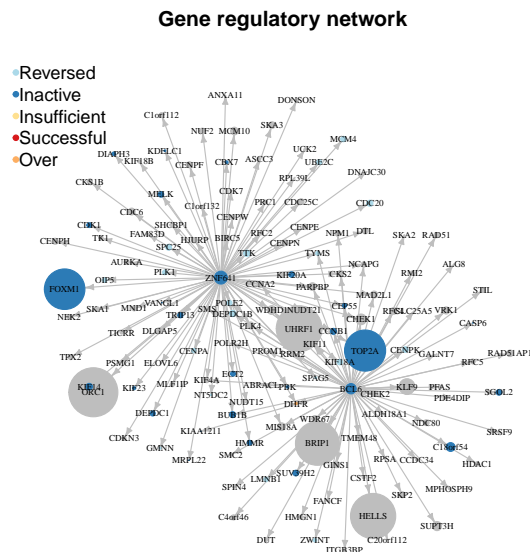 Gene regulatory network
Reversed
Inactive
Insufficient
Successful
Over
ANXA11
DONSON
C1orf112
NUF2
MCM10
SKA3
MCM4
DIAPH3
KDELC1
KIF18B
CENPF
CBX7
ASCC3
UCK2
UBE2C
RPL39L
DNAJC30
CKS1B
MELK
CDK7
PRC1
CDC25C
CDC20
CDC6
C1orf132
CHK1
TK1
SHCBP1
FAM83D
CENPW
BIRC5
RFC2
CENPE
NPM1
DTL
SKA2
RAD51
CENPH
SPC25
HJURP
TTK
CENPN
TYMS
AURKA
PLK1
NCAPG
RMI2
ALG8
FOXM1
OIP5
ZNF641
CCNA2
KIF20A
PARPBP
CKS2
MAD2L1
STIL
NEK2
SKA1
MND1
VANGL1
TRIP13
SMS
POLE2
DEPDC1B
WDHD1
NUDT21
CEP55
CHEK1
RFC4
SLC25A5
VRK1
CASP6
TICRR
DLGAP5
PLK4
UHRF1
CCNB1
TOP2A
TPX2
PSMG1
ELOVL6
CENPA
POLR2H
PROM1
RRM2
KIF11
KIF18A
CENPK
GALNT7
RFC5
RAD51AP1
KIF14
ORC1
KIF23
MLF1IP
KIF4A
ECT2
ABRACL
PBK
SPAG5
BCL6
CHEK2
KLF9
PFAS
PDE4DIP
SGOL2
NT5DC2
NUDT15
DHFR
ALDH18A1
DEPDC1
BUB1B
CDKN3
KIAA1211
MIS18A
WDR67
NDC80
SRSF9
GMNN
HMMR
BRIP1
TMEM48
C18orf54
MRPL22
SMC2
RPSA
CCDC34
HDAC1
SPIN4
LMNB1
SUV39H2
GINS1
CSTF2
SKP2
MPHOSPH9
C4orf46
HMGN1
FANCF
HELLS
SUPT3H
DUT
ZWINT
ITGB3BP
C20orf112